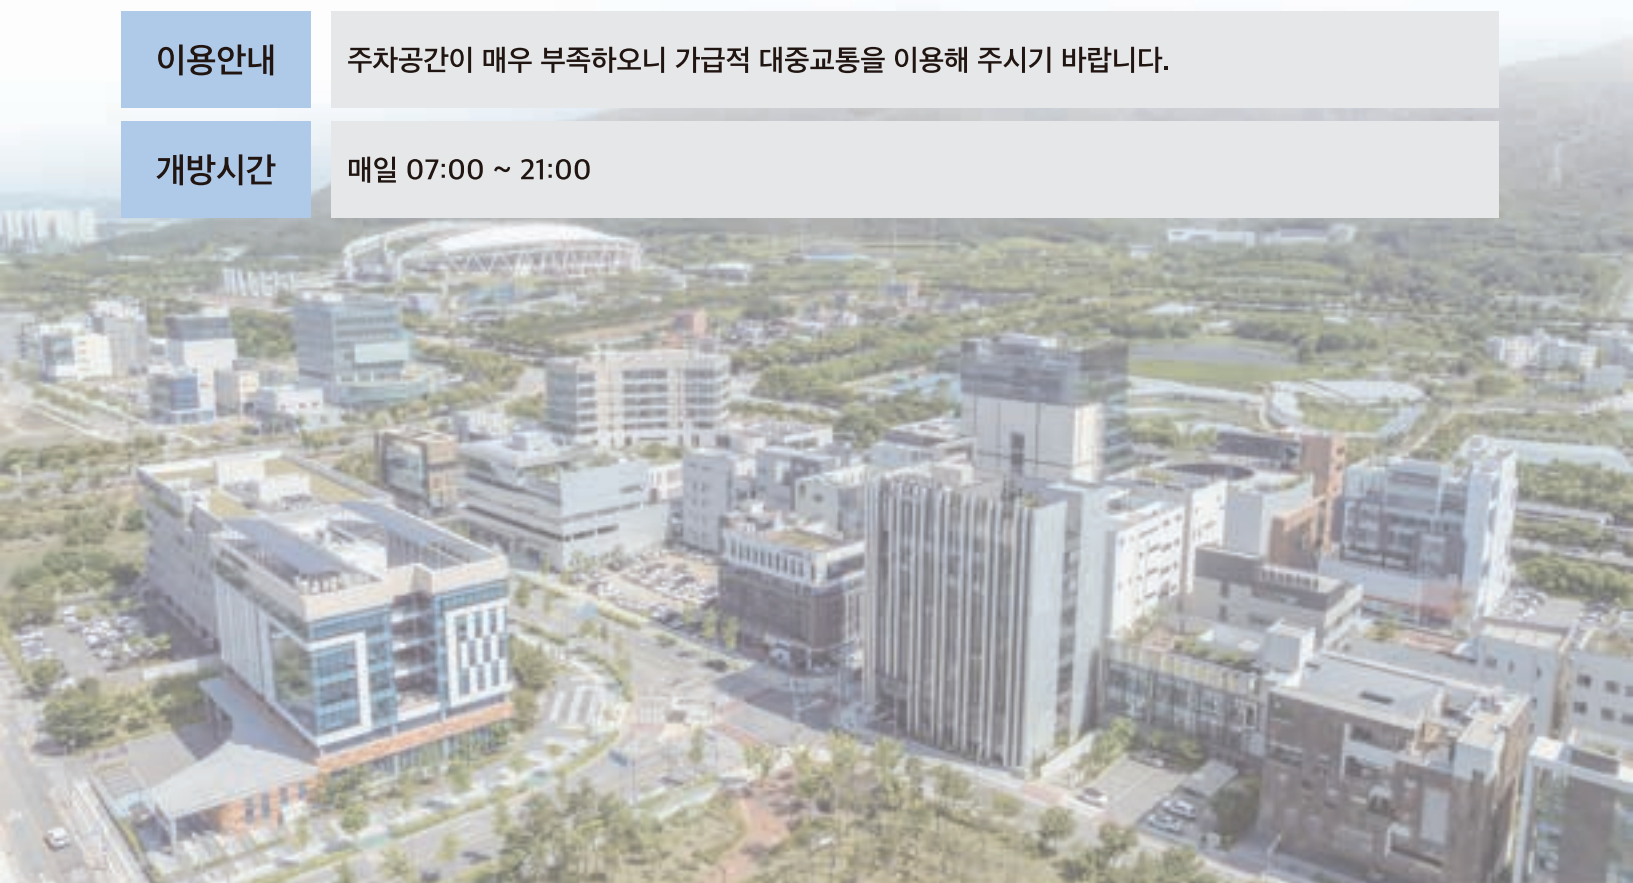 이용안내
주차공간이 매우 부족하오니 가급적 대중교통을 이용해 주시기 바랍니다.
개방시간
매일 07:00 ~ 21:00